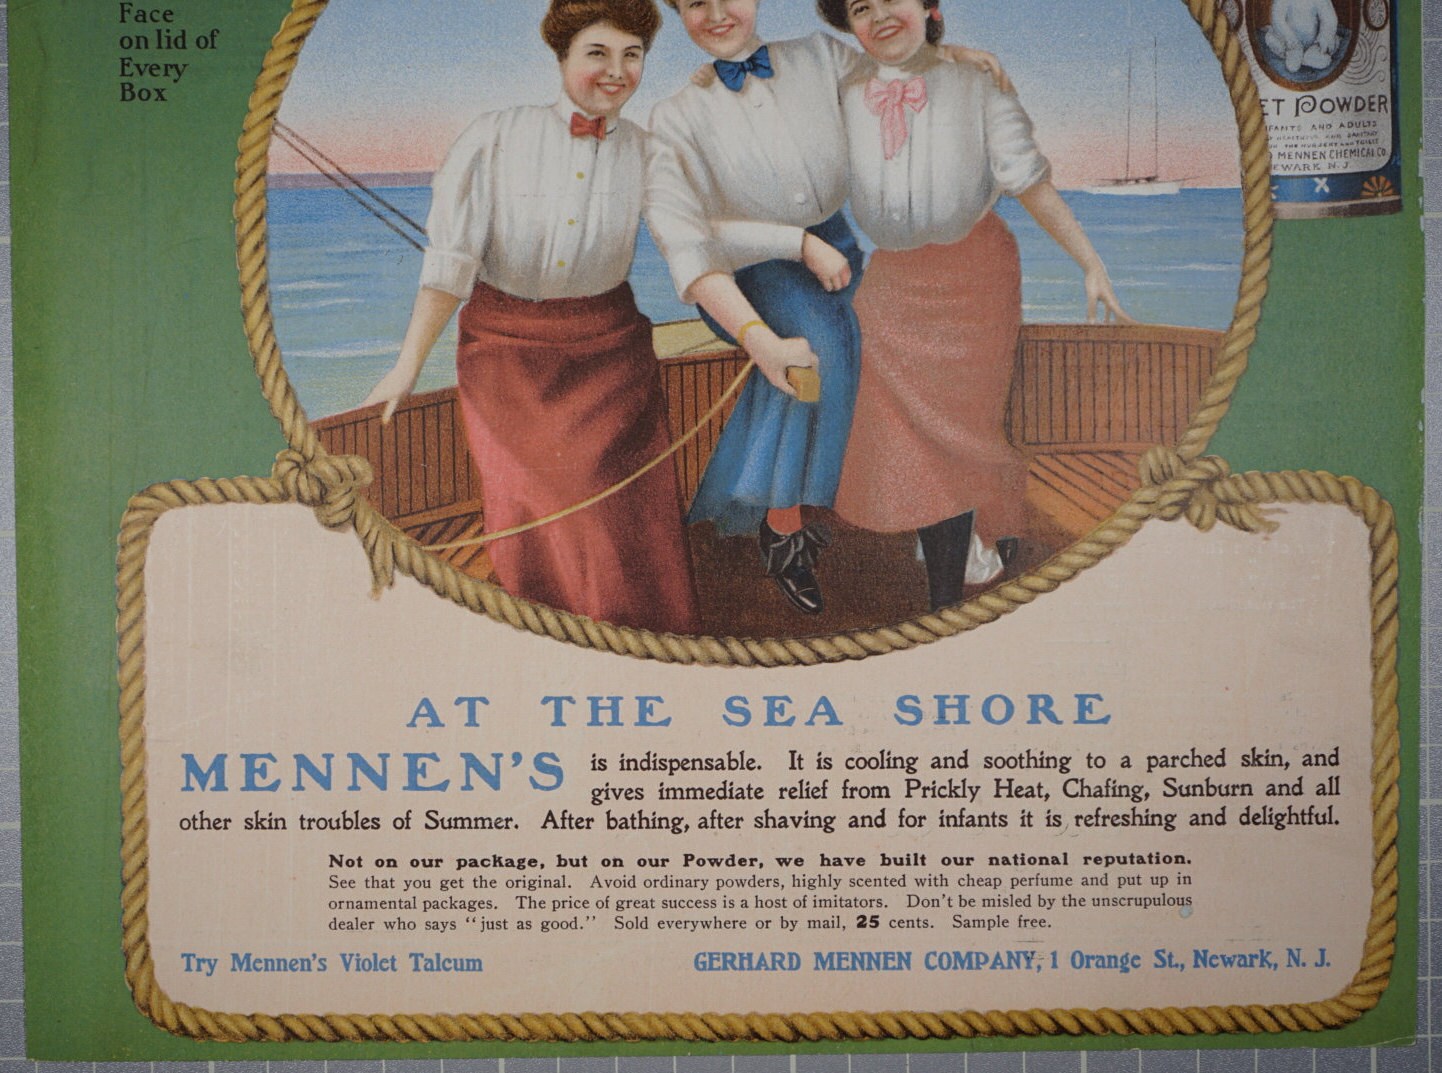 Face
on lid of
Every
Box
ET POWDER
INFANTS AND ADULTS
MENNEN CHEMICAL CO
NEWARK N.J.
AT THE SEA SHORE
MENNEN'S is indispensable. It is cooling and soothing to a parched skin, and
gives immediate relief from Prickly Heat, Chafing, Sunburn and all
other skin troubles of Summer. After bathing, after shaving and for infants it is refreshing and delightful.
Not on our package, but on our Powder, we have built our national reputation.
See that you get the original. Avoid ordinary powders, highly scented with cheap perfume and put up in
ornamental packages. The price of great success is a host of imitators. Don't be misled by the unscrupulous
dealer who says "just as good." Sold everywhere or by mail, 25 cents. Sample free.
Try Mennen's Violet Talcum
GERHARD MENNEN COMPANY, 1 Orange St., Newark, N. J.